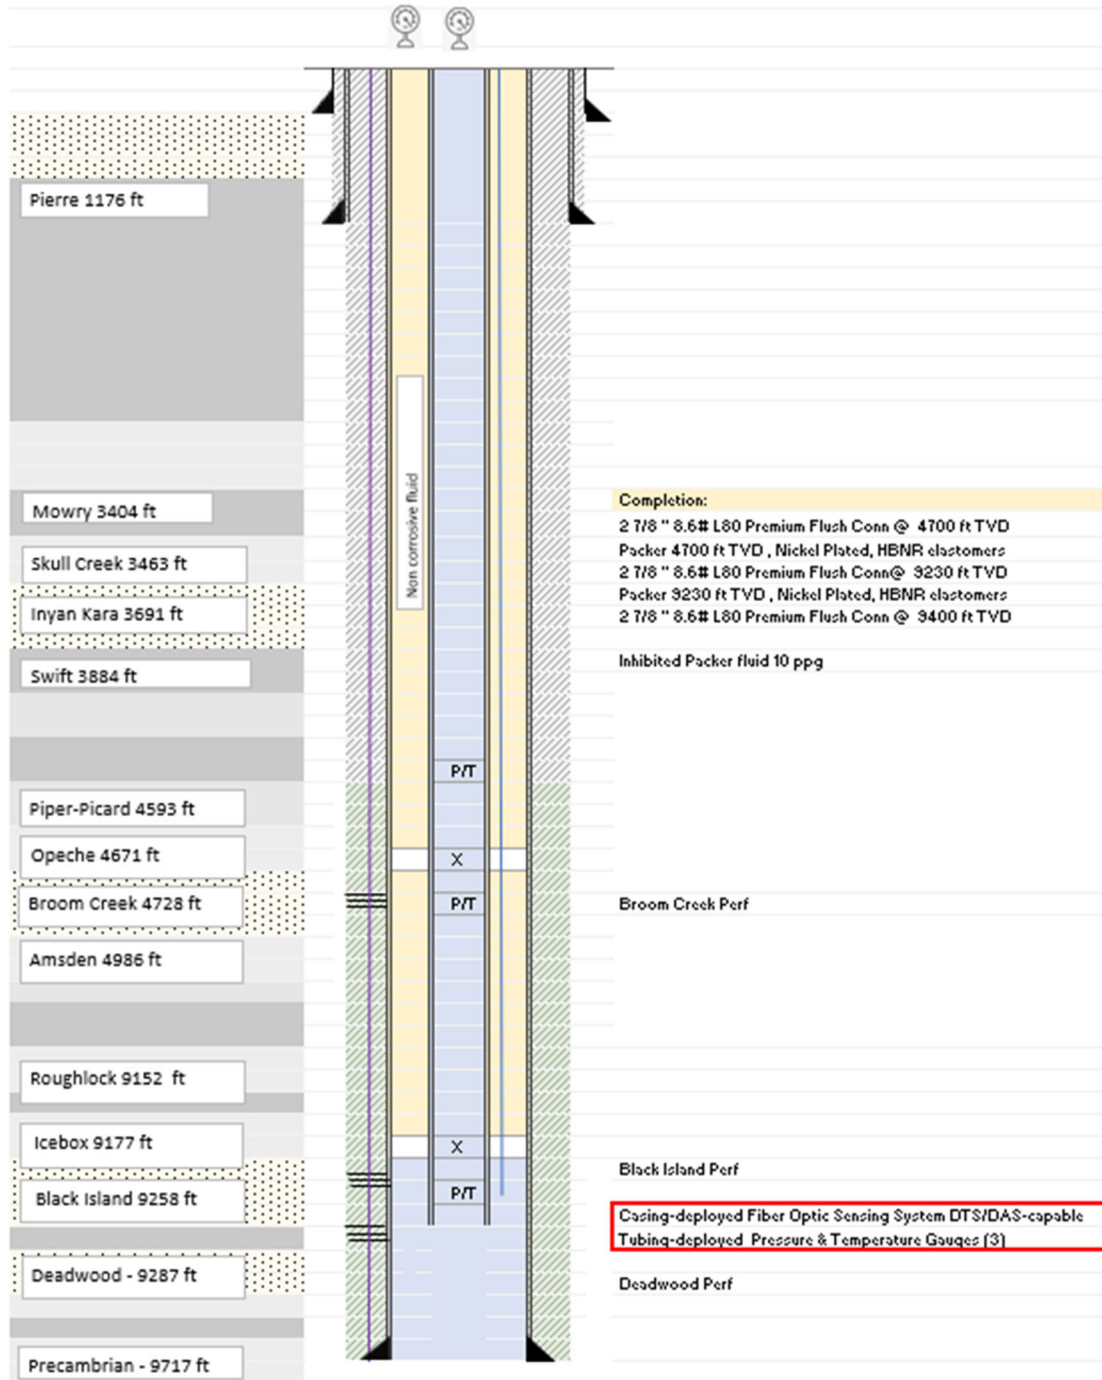 Pierre 1176 ft
Mowry 3404 ft
Skull Creek 3463 ft
Inyan Kara 3691 ft
Swift 3884 ft
Piper-Picard 4593 ft
Opeche 4671 ft
Broom Creek 4728 ft
Amsden 4986 ft
Roughlock 9152 ft
Icebox 9177 ft
Black Island 9258 ft
Deadwood - 9287 ft
Precambrian - 9717 ft
Non corrosive fluid
P/T
X
P/T
X
P/T
Completion:
2 7/8 " 8.6# L80 Premium Flush Conn @ 4700 ft TVD
Packer 4700 ft TVD , Nickel Plated, HBNR elastomers
2 7/8 " 8.6# L80 Premium Flush Conn@ 9230 ft TVD
Packer 9230 ft TVD , Nickel Plated, HBNR elastomers
2 7/8 " 8.6# L80 Premium Flush Conn @ 9400 ft TVD
Inhibited Packer fluid 10 ppg
Broom Creek Perf
Black Island Perf
Casing-deployed Fiber Optic Sensing System DTS/DAS-capable
Tubing-deployed Pressure & Temperature Gauges (3)
Deadwood Perf